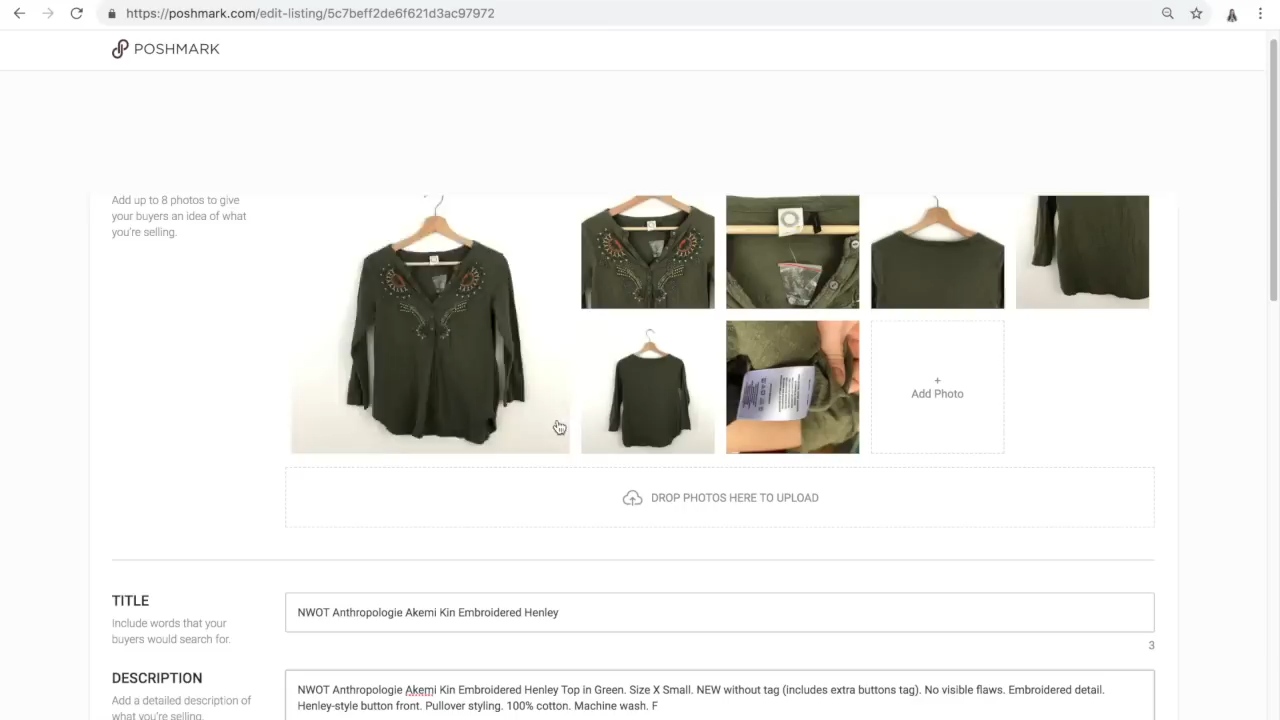 https://poshmark.com/edit-listing/5c7beff2de6f621d3ac97972
POSHMARK
Add up to 8 photos to give
your buyers an idea of what
you're selling.
+
Add Photo
DROP PHOTOS HERE TO UPLOAD
TITLE
Include words that your
buyers would search for.
NWOT Anthropologie Akemi Kin Embroidered Henley
3
DESCRIPTION
Add a detailed description of
what you're selling.
NWOT Anthropologie Akemi Kin Embroidered Henley Top in Green. Size X Small. NEW without tag (includes extra buttons tag). No visible flaws. Embroidered detail.
Henley-style button front. Pullover styling. 100% cotton. Machine wash. F